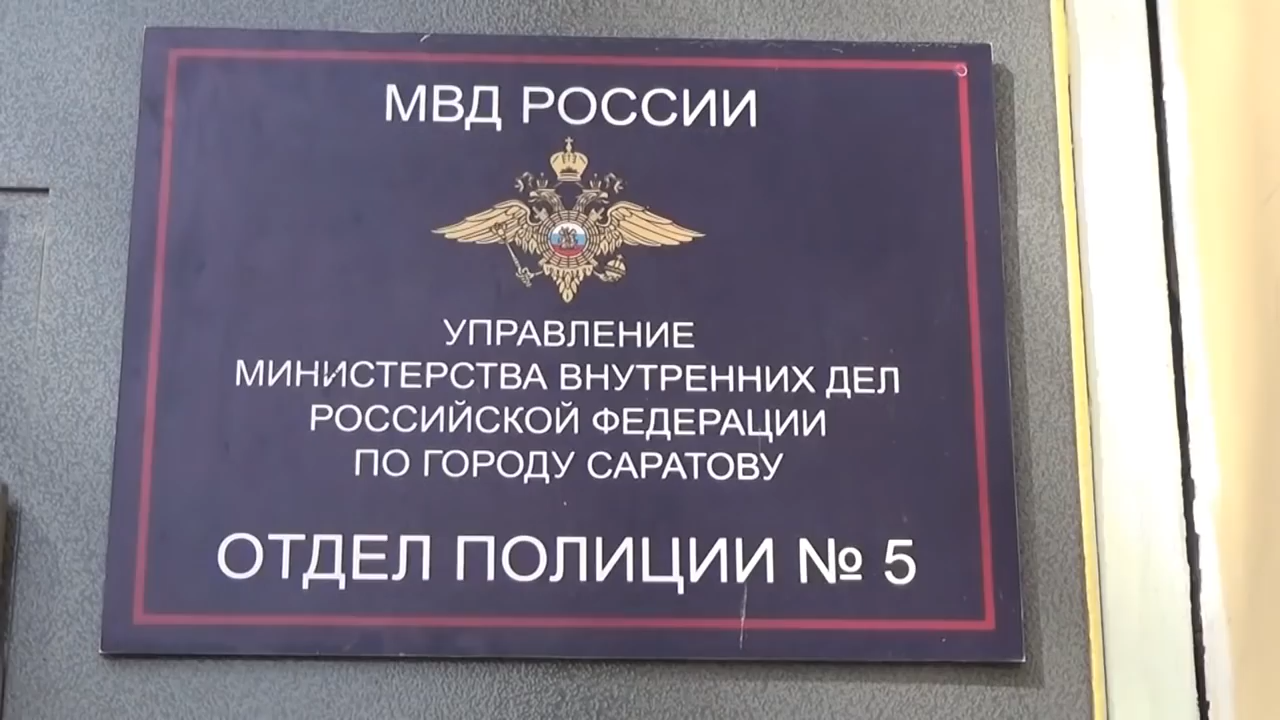 МВД РОССИИ
УПРАВЛЕНИЕ
МИНИСТЕРСТВА ВНУТРЕННИХ ДЕЛ
РОССИЙСКОЙ ФЕДЕРАЦИИ
ПО ГОРОДУ САРАТОВУ
ОТДЕЛ ПОЛИЦИИ № 5